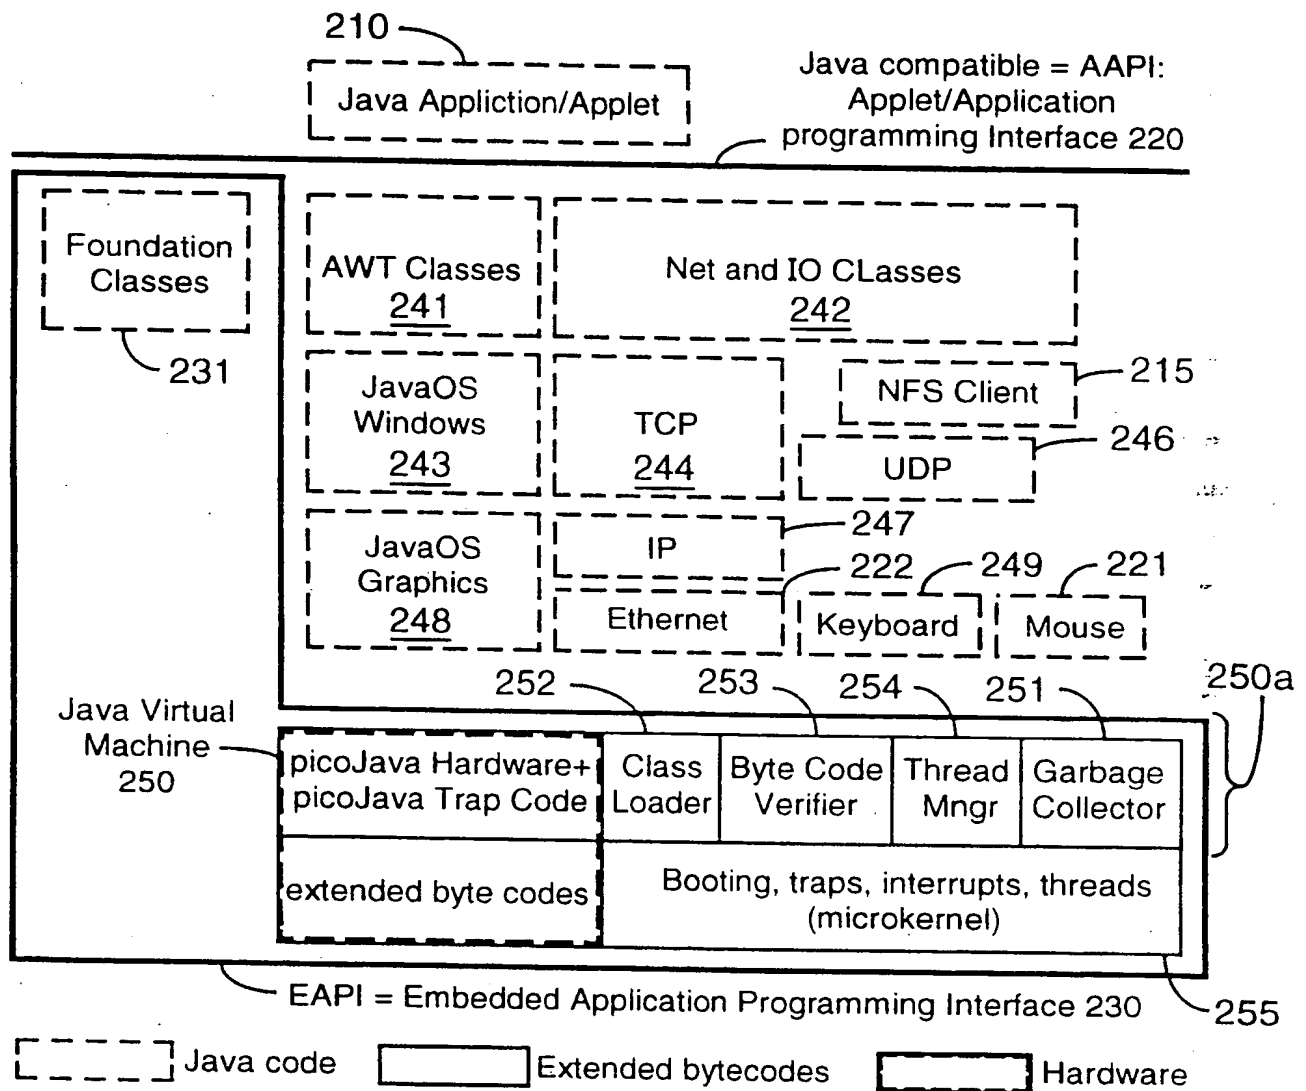 210
Java Appliction/Applet
Java compatible = AAPI:
Applet/Application
programming Interface 220
Foundation
Classes
231
AWT Classes
241
Net and IO CLasses
242
JavaOS
Windows
243
TCP
244
NFS Client
215
UDP
246
JavaOS
Graphics
248
IP
247
Ethernet
222
Keyboard
249
Mouse
221
252
253
254
251
250a
Java Virtual
Machine
250
picoJava Hardware+
picoJava Trap Code
Class
Loader
Byte Code
Verifier
Thread
Mngr
Garbage
Collector
extended byte codes
Booting, traps, interrupts, threads
(microkernel)
255
EAPI = Embedded Application Programming Interface 230
Java code
Extended bytecodes
Hardware